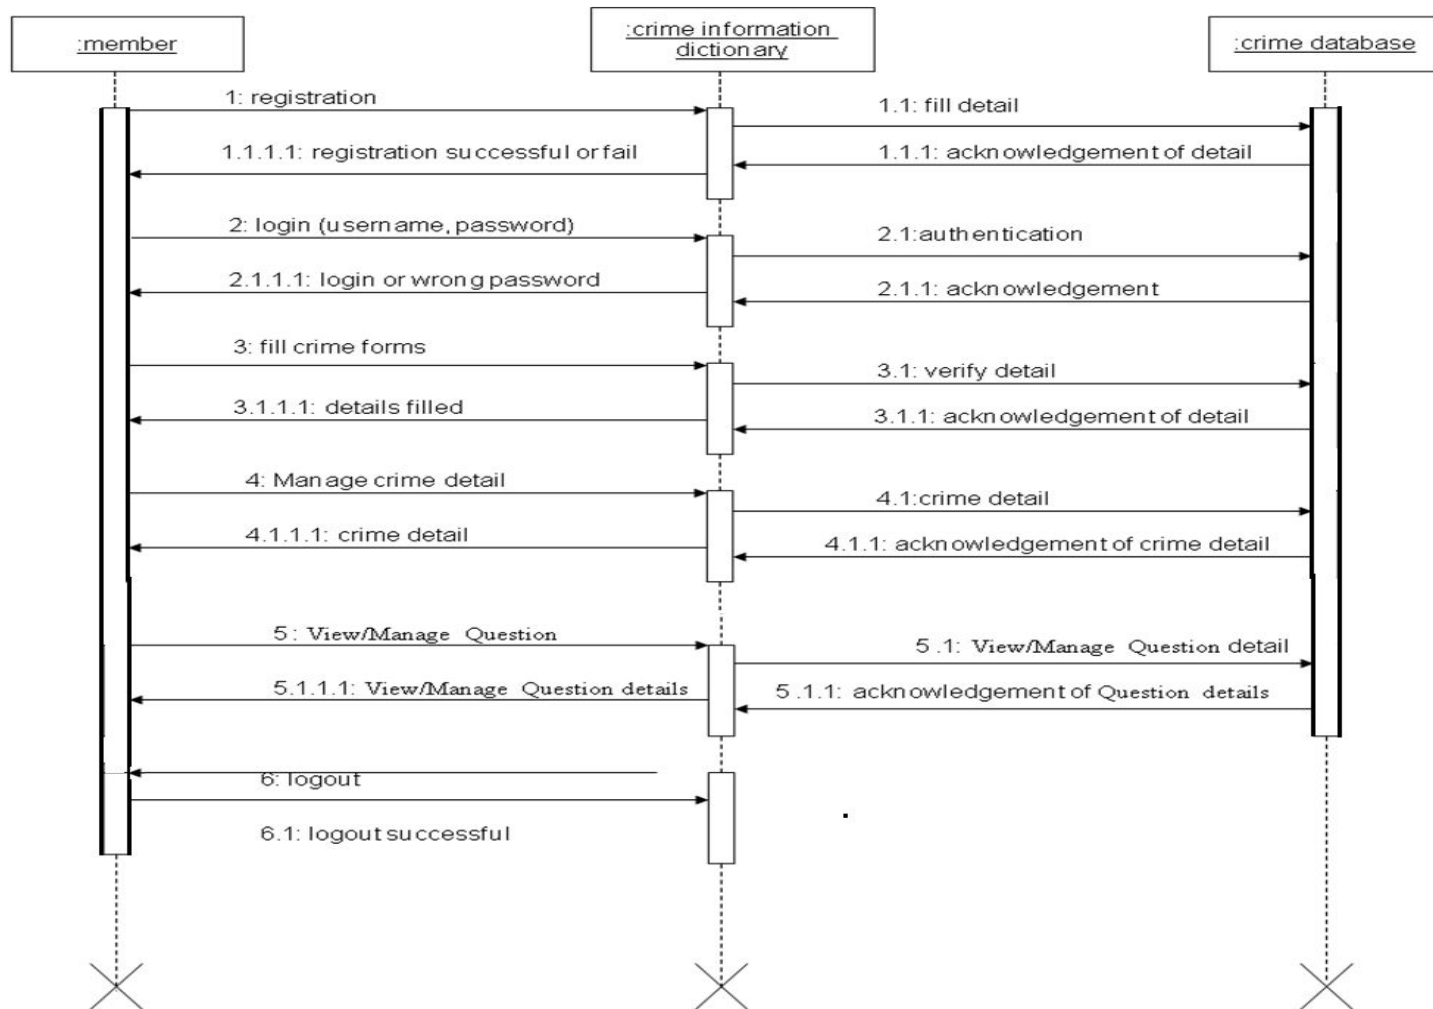 :member
:crime information
dictionary
:crime database
1: registration
1.1: fill detail
1.1.1.1: registration successful or fail
1.1.1: acknowledgement of detail
2: login (username, password)
2.1:authentication
2.1.1.1: login or wrong password
2.1.1: acknowledgement
3: fill crime forms
3.1: verify detail
3.1.1.1: details filled
3.1.1: acknowledgement of detail
4: Manage crime detail
4.1:crime detail
4.1.1.1: crime detail
4.1.1: acknowledgement of crime detail
5: View/Manage Question
5.1: View/Manage Question detail
5.1.1.1: View/Manage Question details
5.1.1: acknowledgement of Question details
6: logout
6.1: logout successful